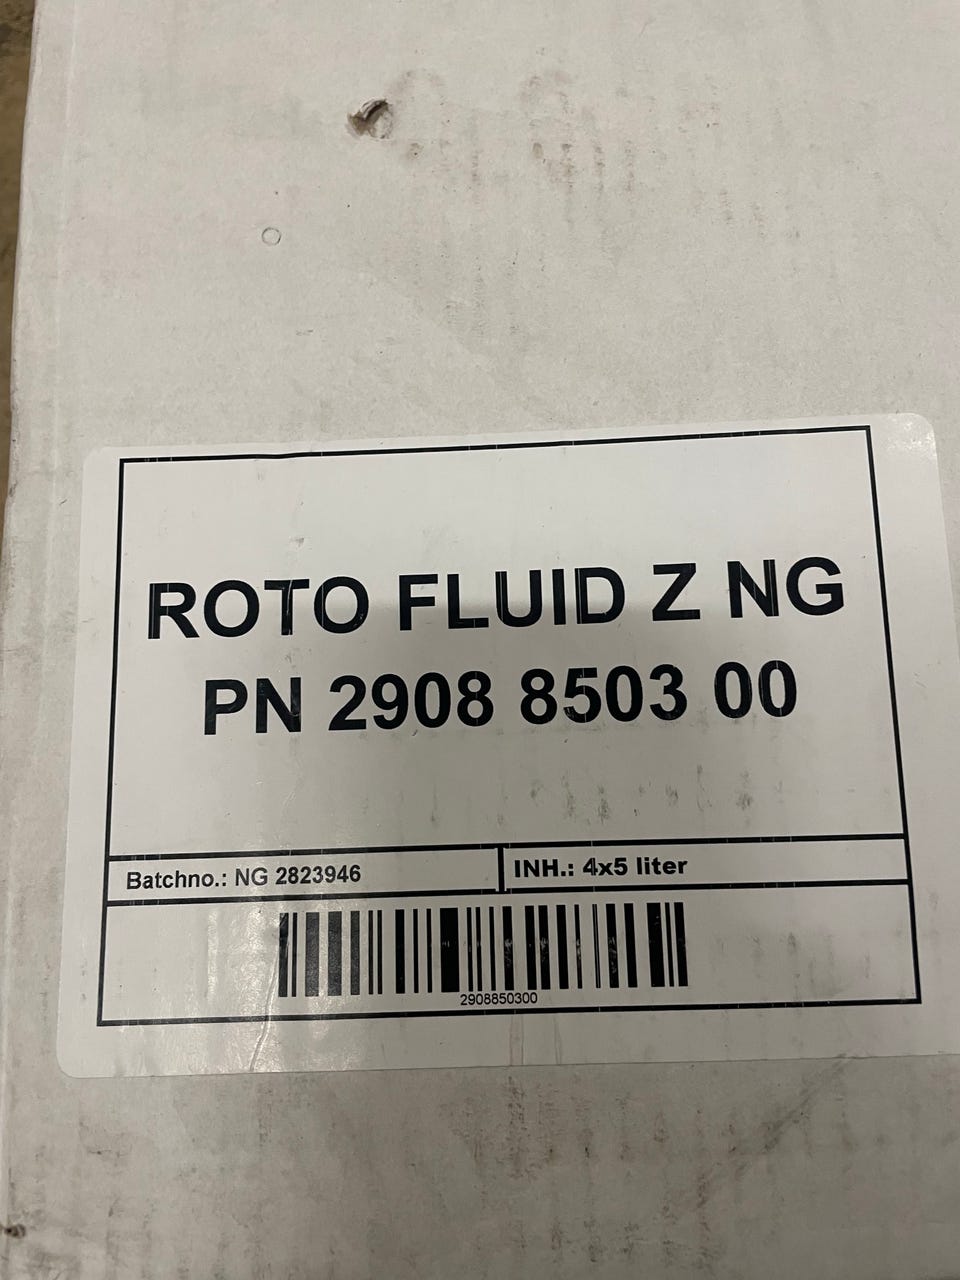 ROTO FLUID Z NG
PN 2908 8503 00
Batchno.: NG 2823946
INH.: 4x5 liter
2908850300